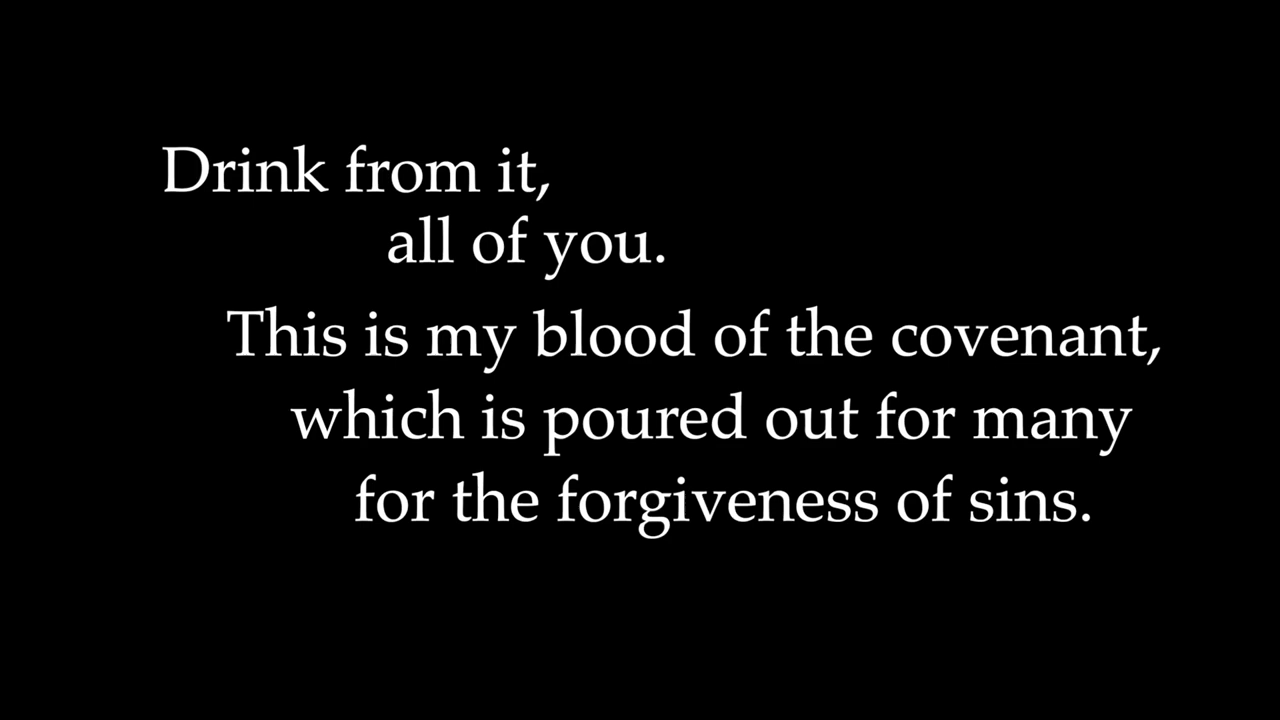 Drink from it,
all of you.
This is my blood of the covenant,
which is poured out for many
for the forgiveness of sins.